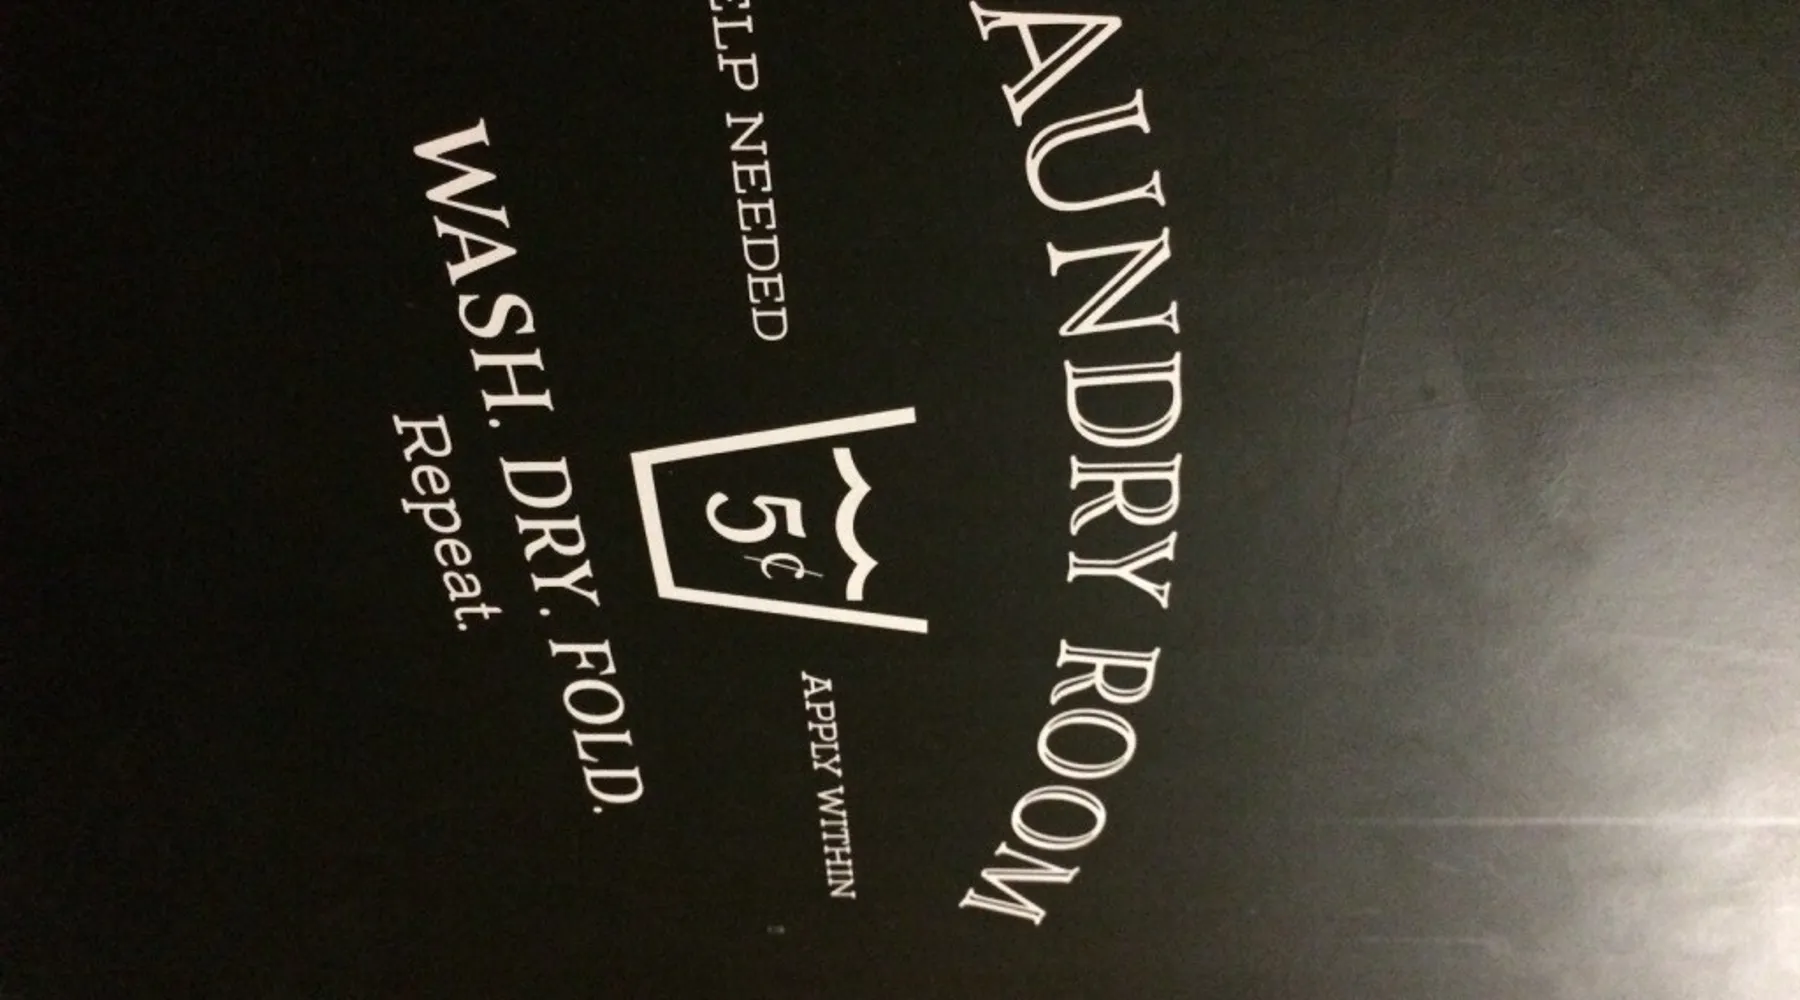 AUNDRY ROOM
ELP NEEDED
5¢
APPLY WITHIN
WASH. DRY. FOLD.
Repeat.